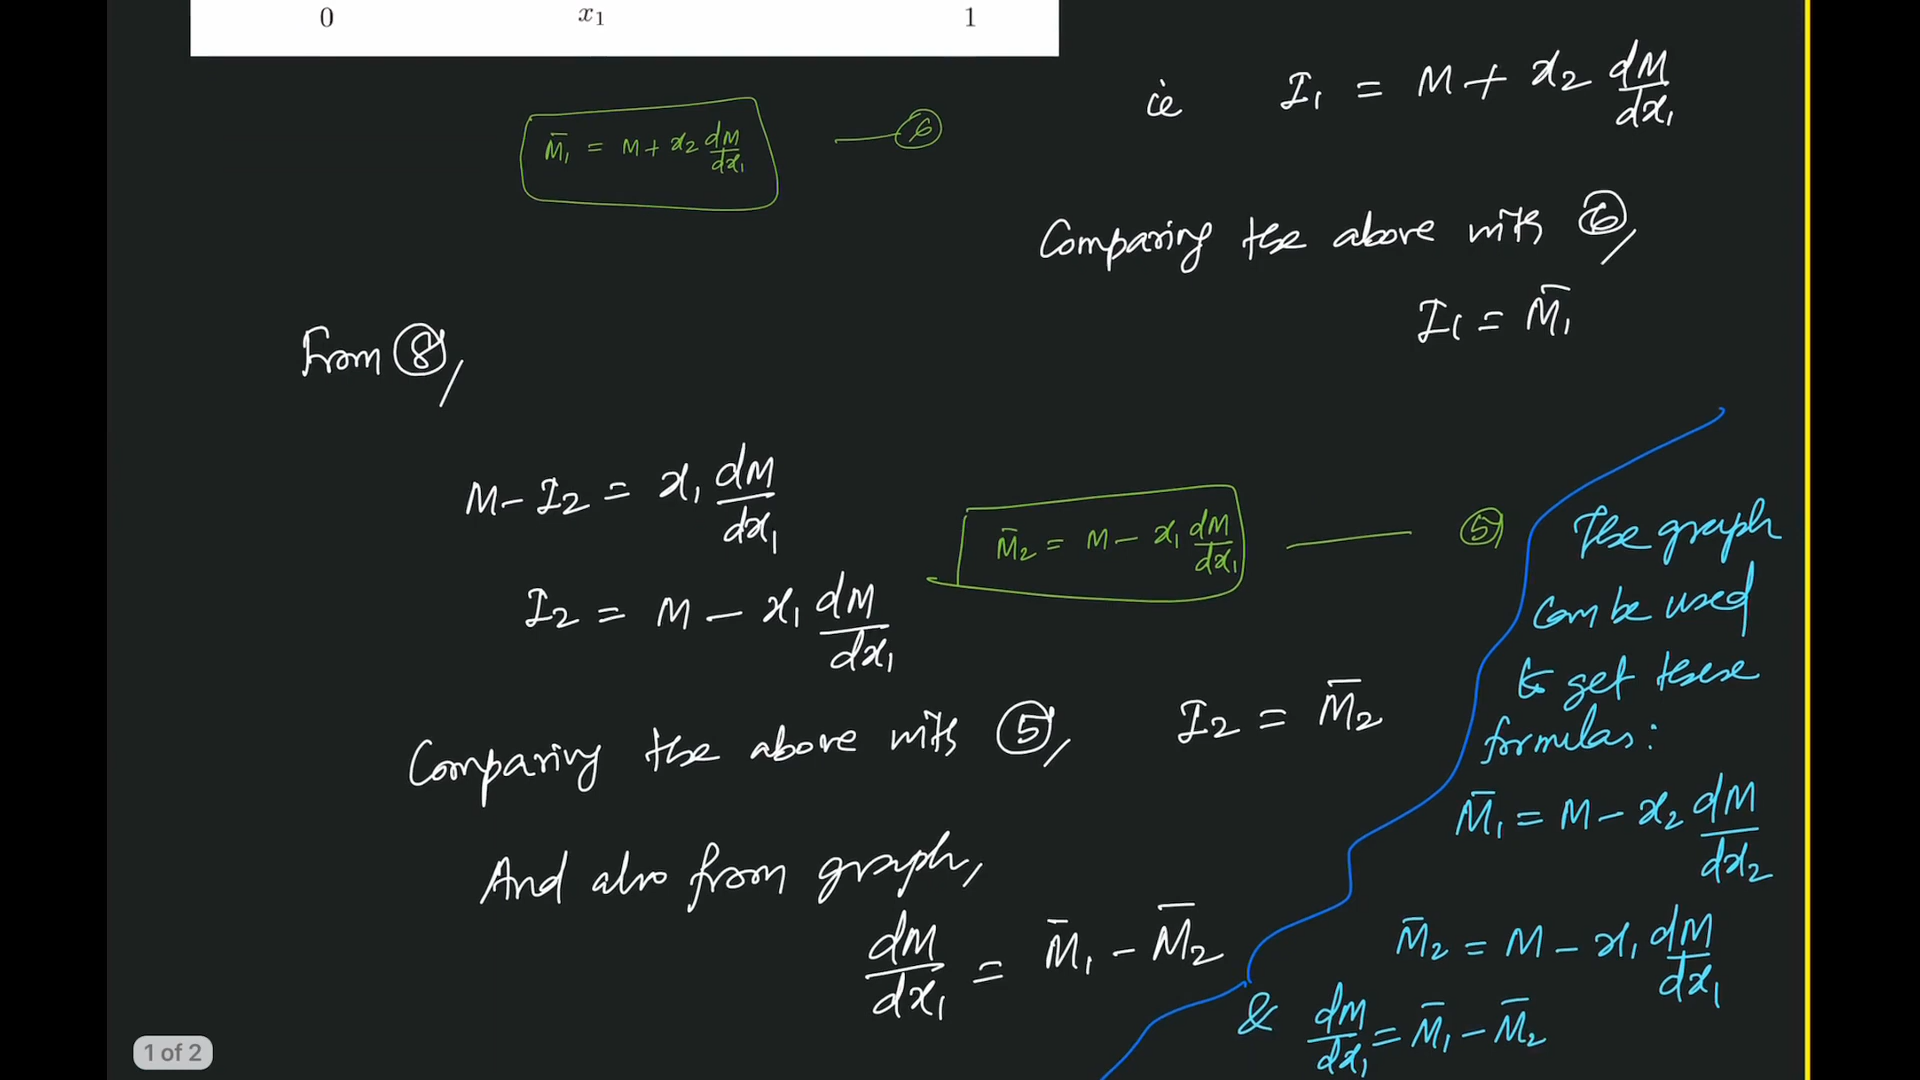 0 x₁ 1
ie I₁ = M + x₂ dM/dx₁
M̄₁ = M + x₂ dM/dx₁ — ⑥
Comparing the above with ⑥,
I₁ = M̄₁
From ⑧,
M - I₂ = x₁ dM/dx₁
M̄₂ = M - x₁ dM/dx₁ — ⑤
I₂ = M - x₁ dM/dx₁
Comparing the above with ⑤, I₂ = M̄₂
And also from graph,
dM/dx₁ = M̄₁ - M̄₂
The graph
can be used
to get these
formulas:
M̄₁ = M - x₂ dM/dx₂
M̄₂ = M - x₁ dM/dx₁
& dM/dx₁ = M̄₁ - M̄₂
1 of 2